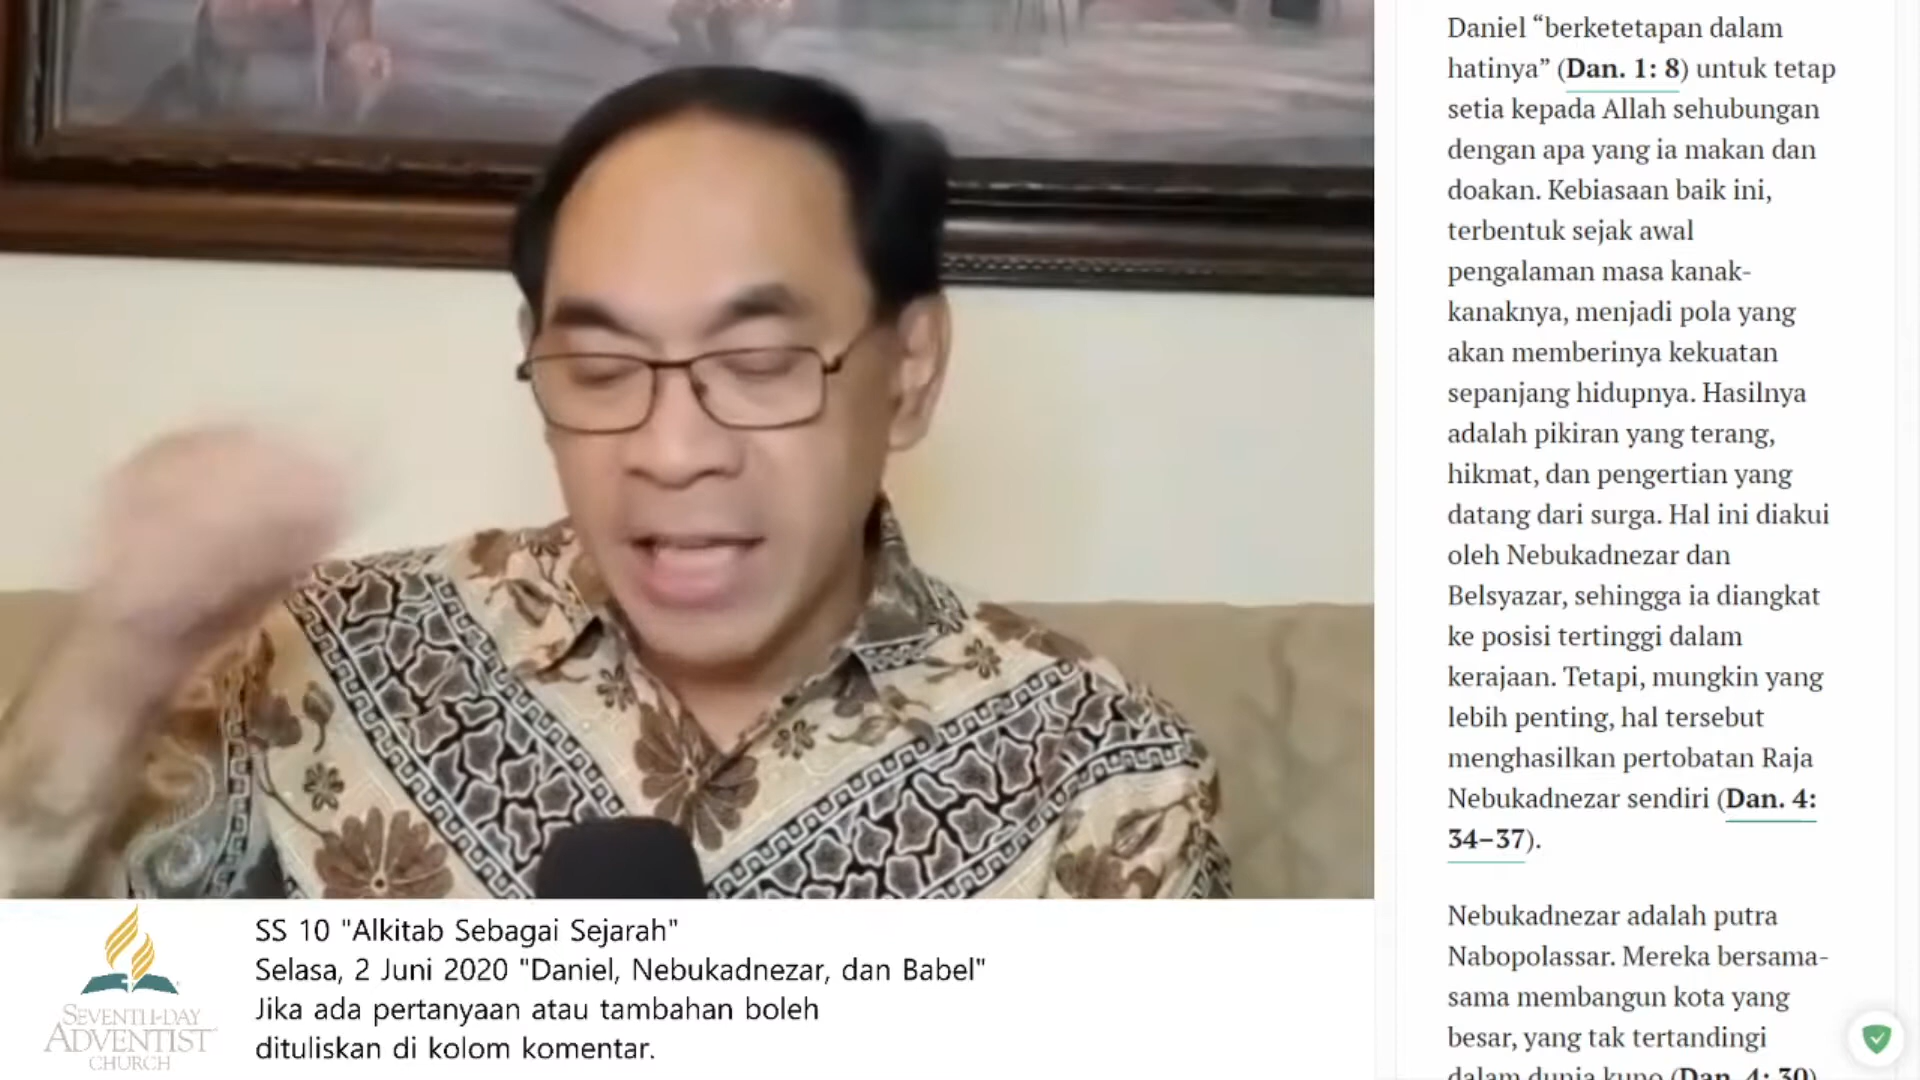 Daniel “berketetapan dalam
hatinya” (Dan. 1: 8) untuk tetap
setia kepada Allah sehubungan
dengan apa yang ia makan dan
doakan. Kebiasaan baik ini,
terbentuk sejak awal
pengalaman masa kanak-
kanaknya, menjadi pola yang
akan memberinya kekuatan
sepanjang hidupnya. Hasilnya
adalah pikiran yang terang,
hikmat, dan pengertian yang
datang dari surga. Hal ini diakui
oleh Nebukadnezar dan
Belsyazar, sehingga ia diangkat
ke posisi tertinggi dalam
kerajaan. Tetapi, mungkin yang
lebih penting, hal tersebut
menghasilkan pertobatan Raja
Nebukadnezar sendiri (Dan. 4:
34–37).
Nebukadnezar adalah putra
Nabopolassar. Mereka bersama-
sama membangun kota yang
besar, yang tak tertandingi
dalam dunia kuno (Dan. 4: 30)
SS 10 "Alkitab Sebagai Sejarah"
Selasa, 2 Juni 2020 "Daniel, Nebukadnezar, dan Babel"
Jika ada pertanyaan atau tambahan boleh
dituliskan di kolom komentar.
SEVENTH-DAY
ADVENTIST
CHURCH